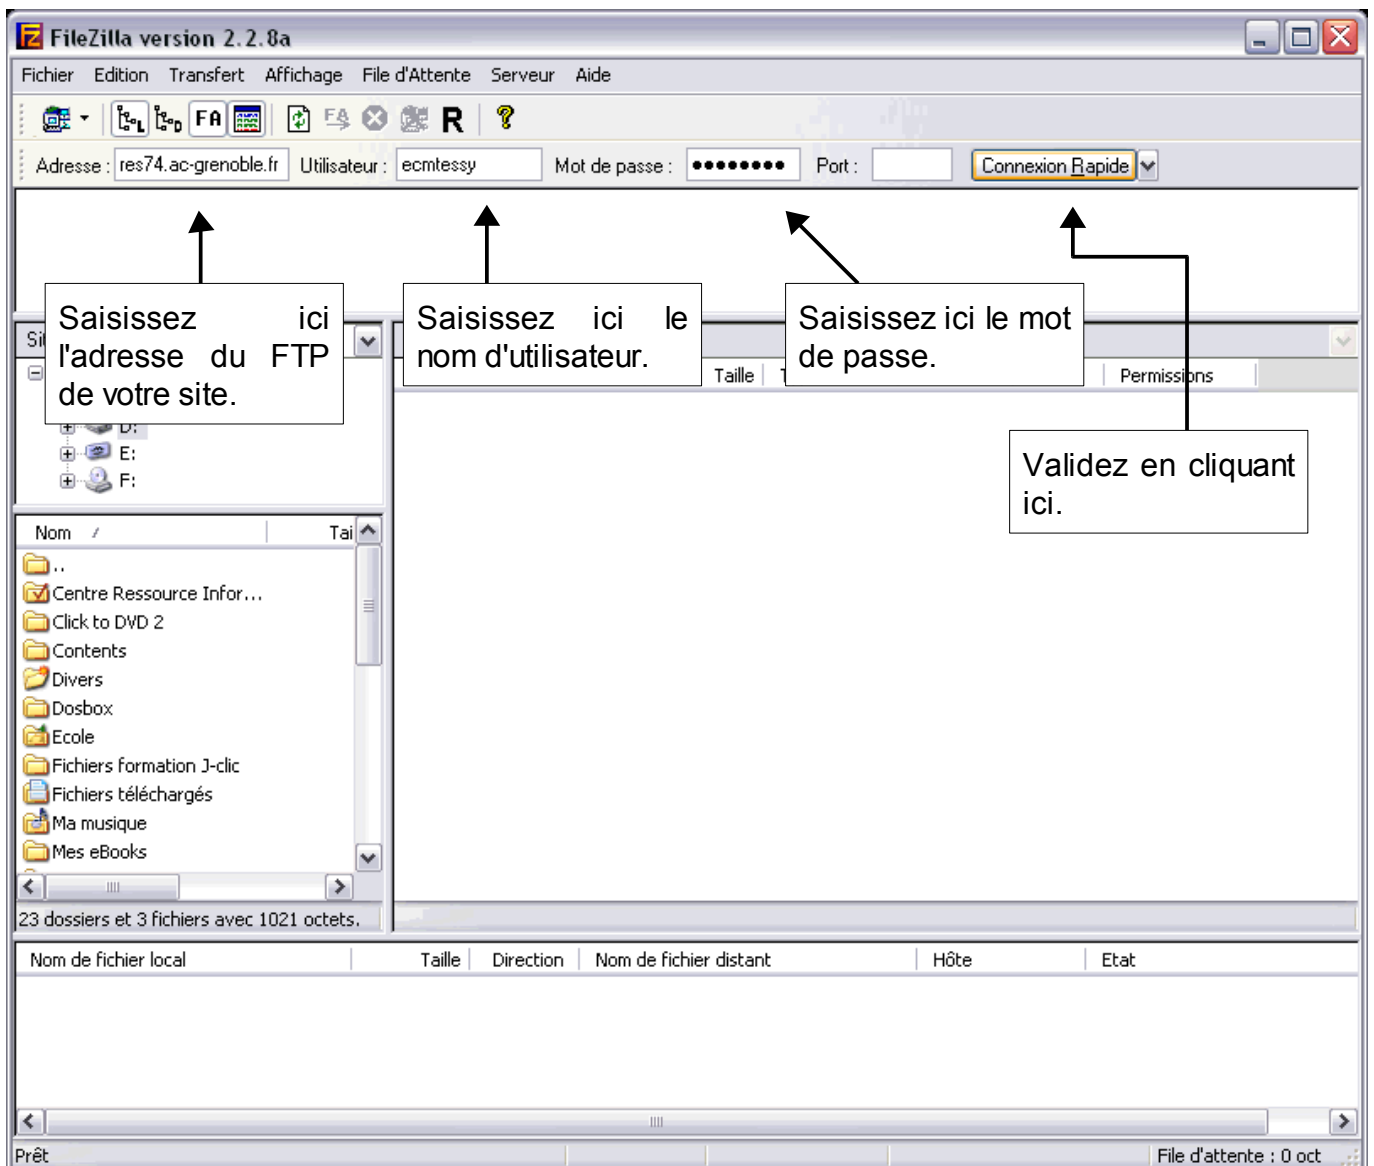 FileZilla version 2.2.8a
Fichier Edition Transfert Affichage File d'Attente Serveur Aide
FA R ?
Adresse : res74.ac-grenoble.fr Utilisateur : ecmtessy Mot de passe : ●●●●●●●● Port : Connexion Rapide
Saisissez ici
l'adresse du FTP
de votre site.
Saisissez ici le
nom d'utilisateur.
Saisissez ici le mot
de passe.
Validez en cliquant
ici.
Taille Permissions
D:
E:
F:
Nom Tai
..
Centre Ressource Infor...
Click to DVD 2
Contents
Divers
Dosbox
Ecole
Fichiers formation J-clic
Fichiers téléchargés
Ma musique
Mes eBooks
23 dossiers et 3 fichiers avec 1021 octets.
Nom de fichier local Taille Direction Nom de fichier distant Hôte Etat
Prêt File d'attente : 0 oct